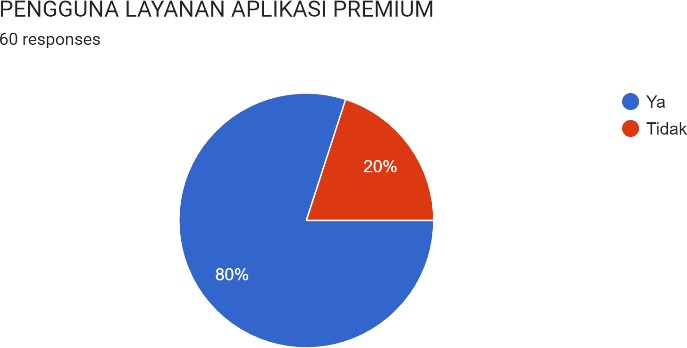 PENGGUNA LAYANAN APLIKASI PREMIUM
60 responses
Ya
Tidak
20%
80%